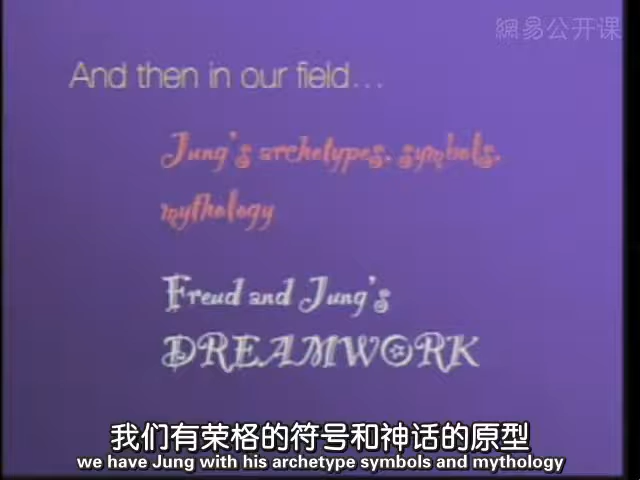 網易公开课
And then in our field...
Jung's archetypes, symbols,
mythology
Freud and Jung's
DREAMWORK
我们有荣格的符号和神话的原型
we have Jung with his archetype symbols and mythology